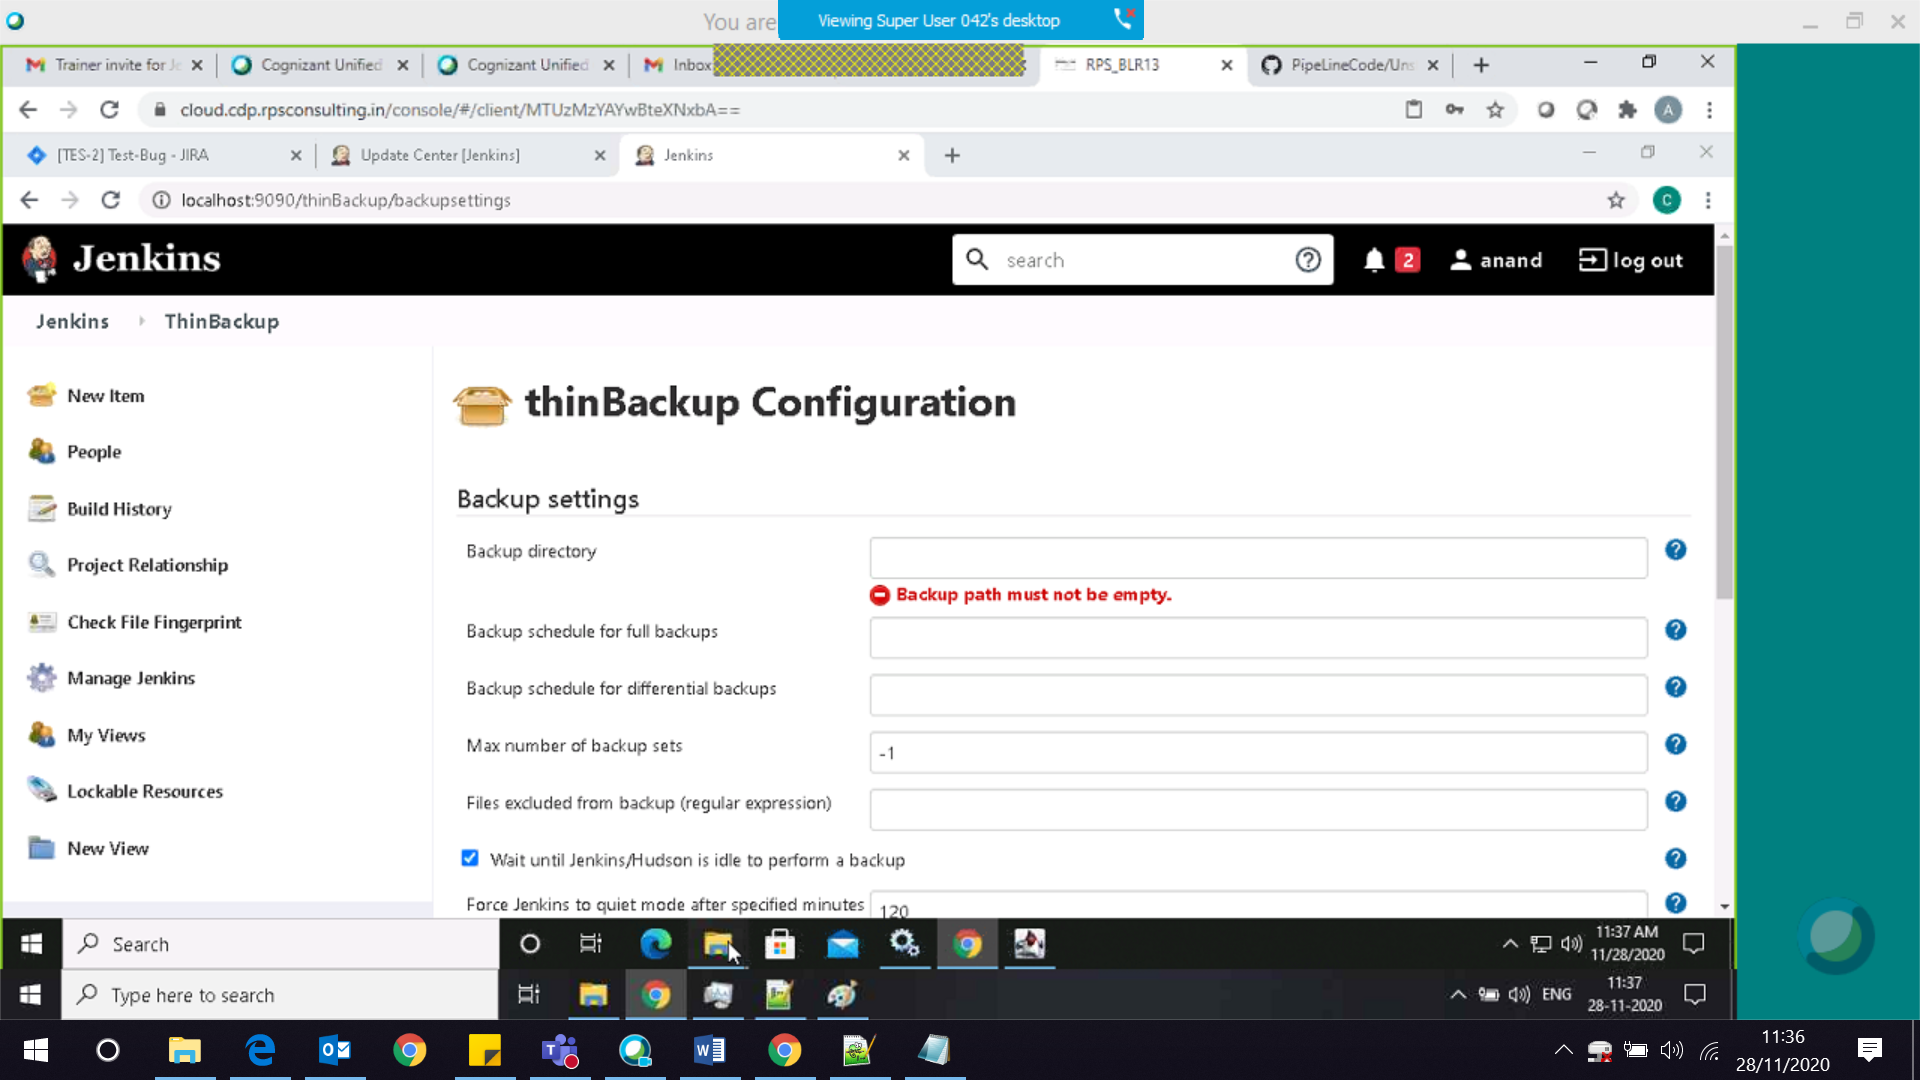 You are
Viewing Super User 042's desktop
Trainer invite for Je
Cognizant Unified
Cognizant Unified
Inbox
RPS_BLR13
PipeLineCode/Uns
cloud.cdp.rpsconsulting.in/console/#/client/MTUzMzYAYwBteXNxbA==
A
[TES-2] Test-Bug - JIRA
Update Center [Jenkins]
Jenkins
localhost:9090/thinBackup/backupsettings
C
Jenkins
search
2
anand
log out
Jenkins
ThinBackup
New Item
People
Build History
Project Relationship
Check File Fingerprint
Manage Jenkins
My Views
Lockable Resources
New View
thinBackup Configuration
Backup settings
Backup directory
Backup path must not be empty.
Backup schedule for full backups
Backup schedule for differential backups
Max number of backup sets
-1
Files excluded from backup (regular expression)
Wait until Jenkins/Hudson is idle to perform a backup
Force Jenkins to quiet mode after specified minutes
120
Search
11:37 AM
11/28/2020
Type here to search
ENG
11:37
28-11-2020
11:36
28/11/2020